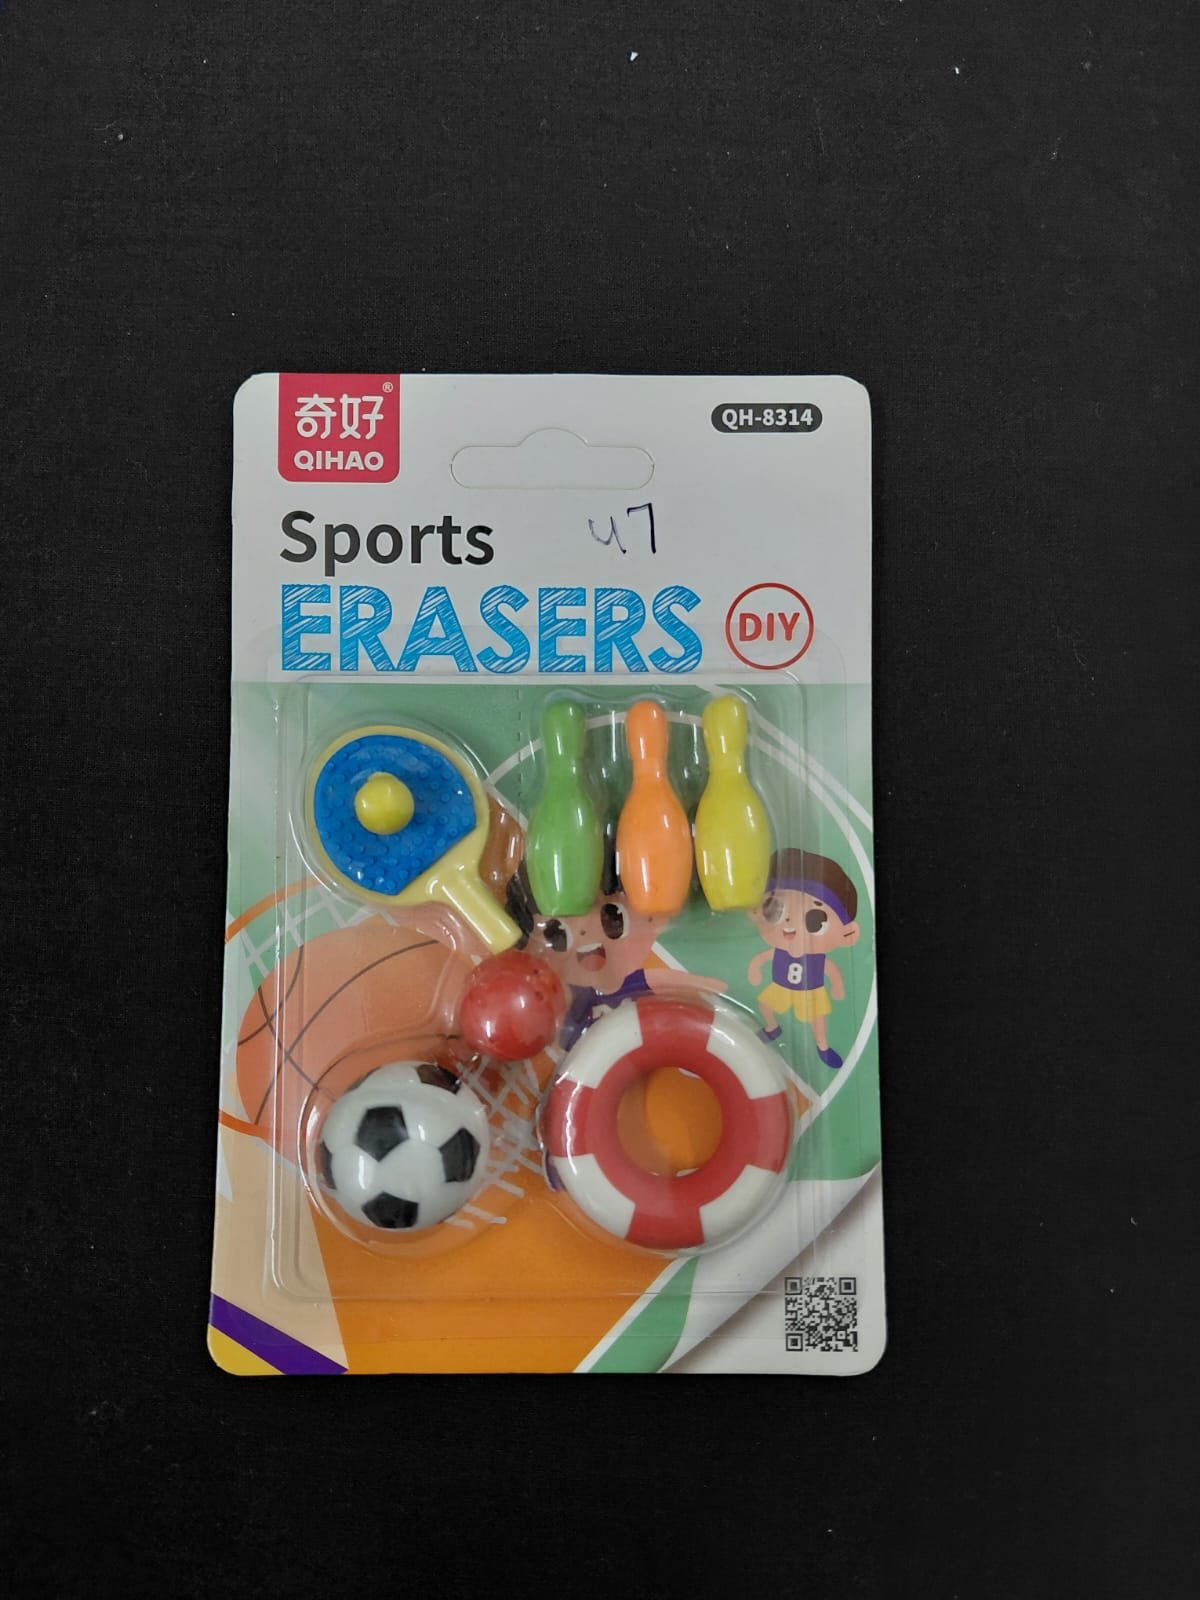 奇好®
QIHAO
QH-8314
47
Sports
ERASERS
DIY
8